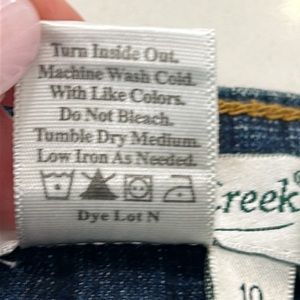 Turn Inside Out.
Machine Wash Cold.
With Like Colors.
Do Not Bleach.
Tumble Dry Medium.
Low Iron As Needed.
Dye Lot N
Creek®
10